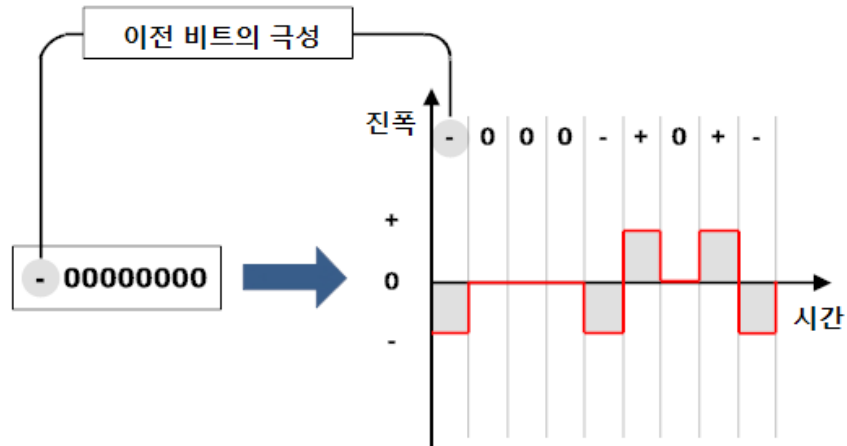 이전 비트의 극성
진폭
- 0 0 0 - + 0 + -
+
- 00000000
0
시간
-